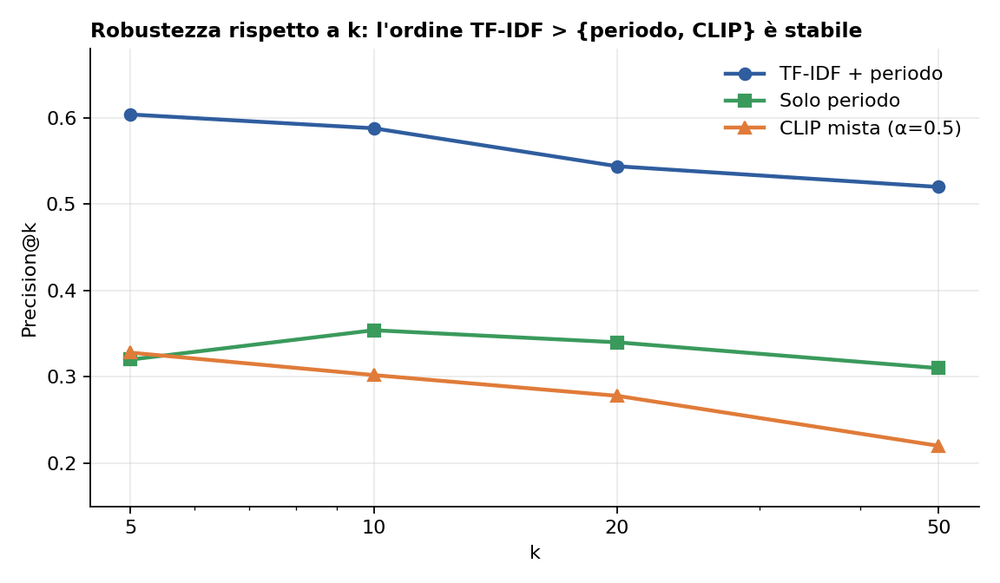 Robustezza rispetto a k: l'ordine TF-IDF > {periodo, CLIP} è stabile
TF-IDF + periodo
Solo periodo
CLIP mista (α=0.5)
Precision@k
0.6
0.5
0.4
0.3
0.2
5 10 20 50
k